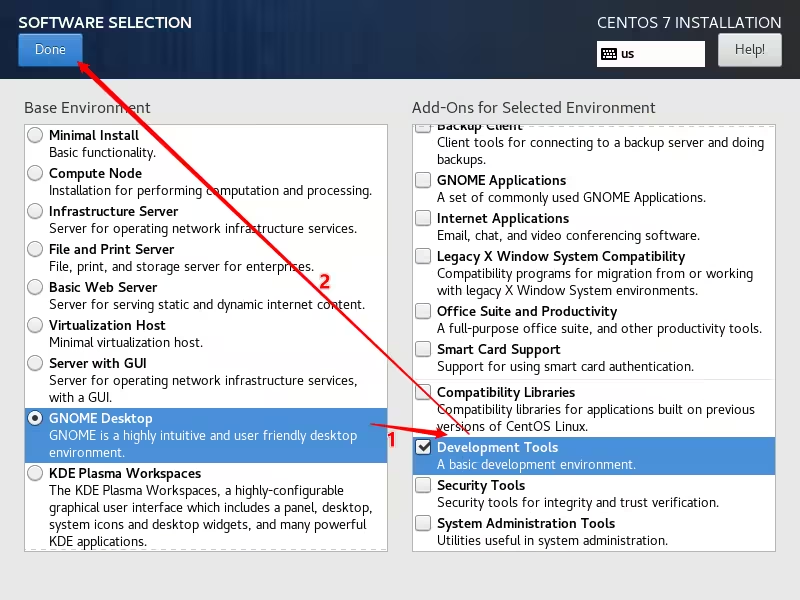 SOFTWARE SELECTION
Done
CENTOS 7 INSTALLATION
us
Help!
Base Environment
Minimal Install
Basic functionality.
Compute Node
Installation for performing computation and processing.
Infrastructure Server
Server for operating network infrastructure services.
File and Print Server
File, print, and storage server for enterprises.
Basic Web Server
Server for serving static and dynamic internet content.
Virtualization Host
Minimal virtualization host.
Server with GUI
Server for operating network infrastructure services,
with a GUI.
GNOME Desktop
GNOME is a highly intuitive and user friendly desktop
environment.
KDE Plasma Workspaces
The KDE Plasma Workspaces, a highly-configurable
graphical user interface which includes a panel, desktop,
system icons and desktop widgets, and many powerful
KDE applications.
2
1
Add-Ons for Selected Environment
Backup Client
Client tools for connecting to a backup server and doing
backups.
GNOME Applications
A set of commonly used GNOME Applications.
Internet Applications
Email, chat, and video conferencing software.
Legacy X Window System Compatibility
Compatibility programs for migration from or working
with legacy X Window System environments.
Office Suite and Productivity
A full-purpose office suite, and other productivity tools.
Smart Card Support
Support for using smart card authentication.
Compatibility Libraries
Compatibility libraries for applications built on previous
versions of CentOS Linux.
Development Tools
A basic development environment.
Security Tools
Security tools for integrity and trust verification.
System Administration Tools
Utilities useful in system administration.